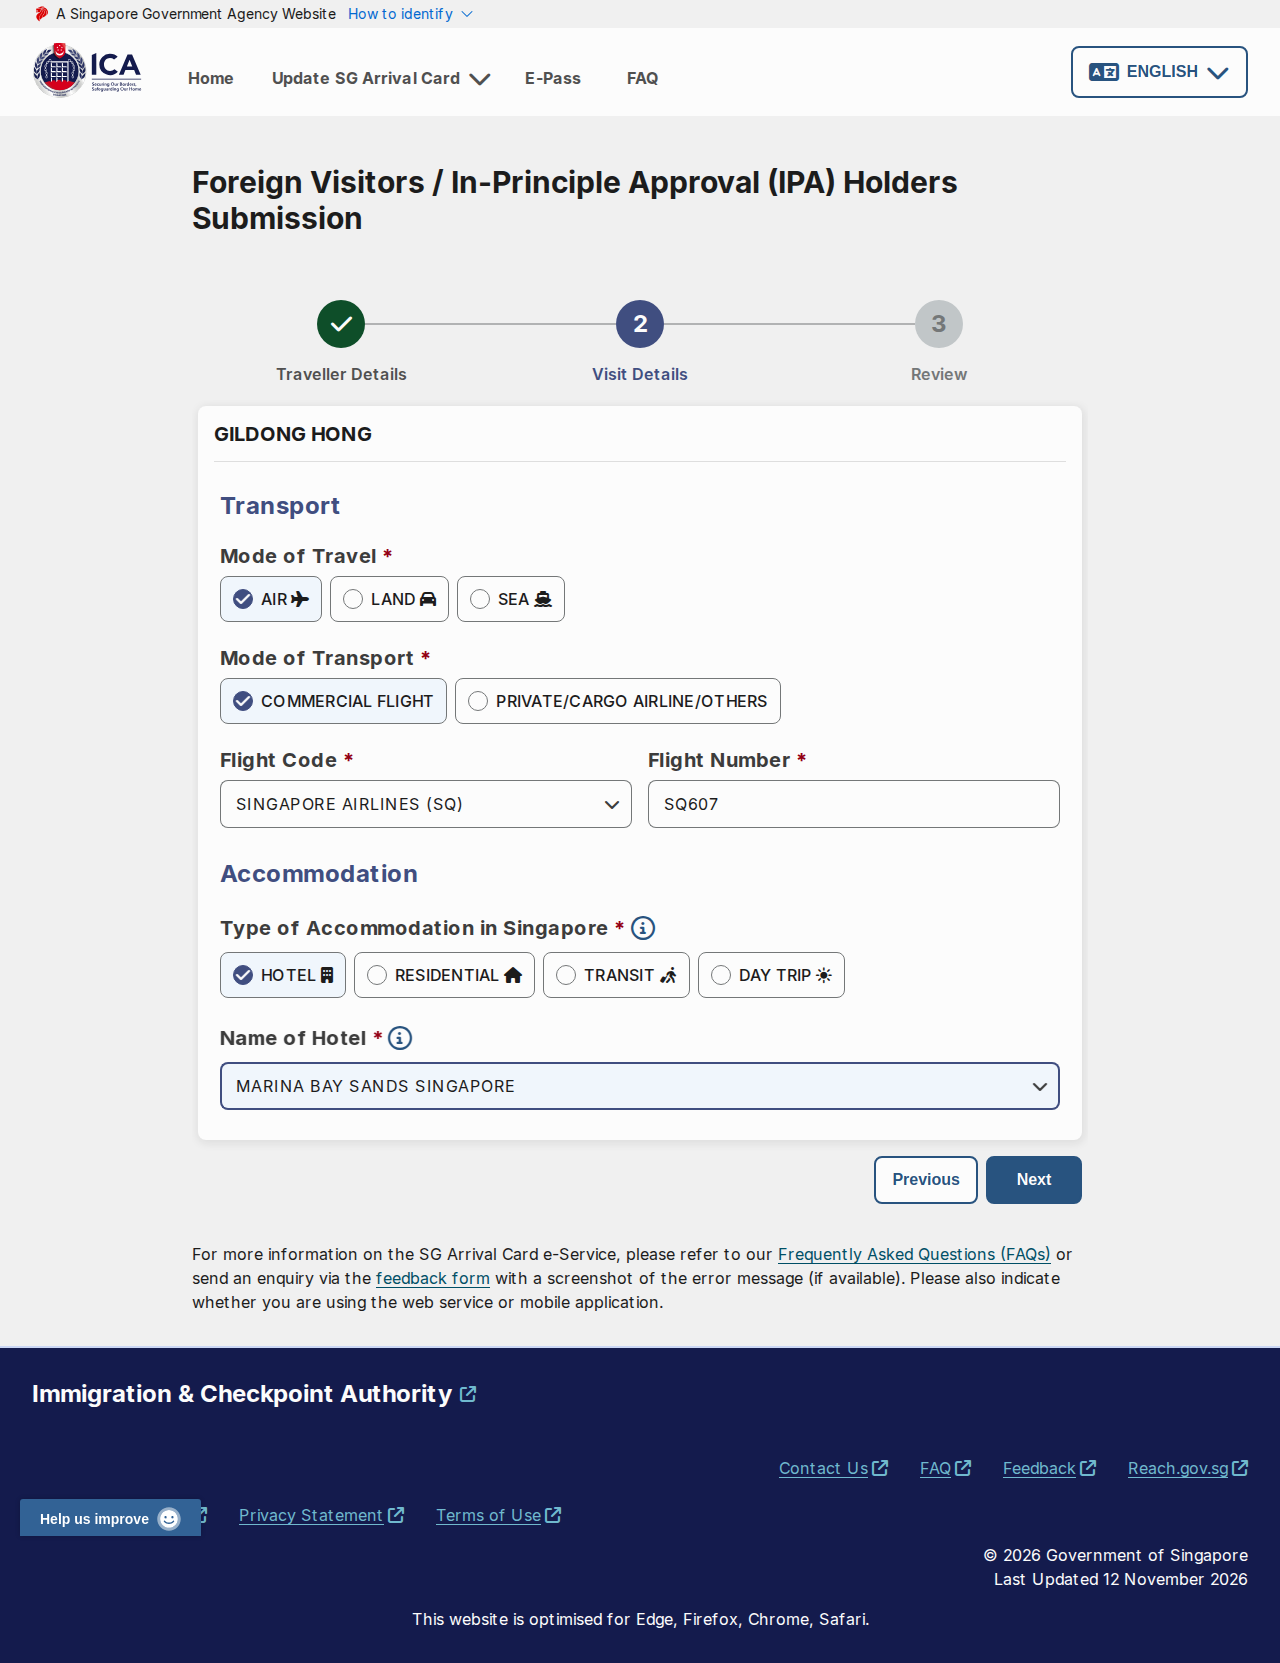 A Singapore Government Agency Website How to identify
ICA
Securing Our Borders,
Safeguarding Our Home
Home Update SG Arrival Card E-Pass FAQ
ENGLISH
Foreign Visitors / In-Principle Approval (IPA) Holders
Submission
2 3
Traveller Details Visit Details Review
GILDONG HONG
Transport
Mode of Travel *
AIR LAND SEA
Mode of Transport *
COMMERCIAL FLIGHT PRIVATE/CARGO AIRLINE/OTHERS
Flight Code * Flight Number *
SINGAPORE AIRLINES (SQ) SQ607
Accommodation
Type of Accommodation in Singapore *
HOTEL RESIDENTIAL TRANSIT DAY TRIP
Name of Hotel *
MARINA BAY SANDS SINGAPORE
Previous Next
For more information on the SG Arrival Card e-Service, please refer to our Frequently Asked Questions (FAQs) or
send an enquiry via the feedback form with a screenshot of the error message (if available). Please also indicate
whether you are using the web service or mobile application.
Immigration & Checkpoint Authority
Contact Us FAQ Feedback Reach.gov.sg
Help us improve Privacy Statement Terms of Use
© 2026 Government of Singapore
Last Updated 12 November 2026
This website is optimised for Edge, Firefox, Chrome, Safari.